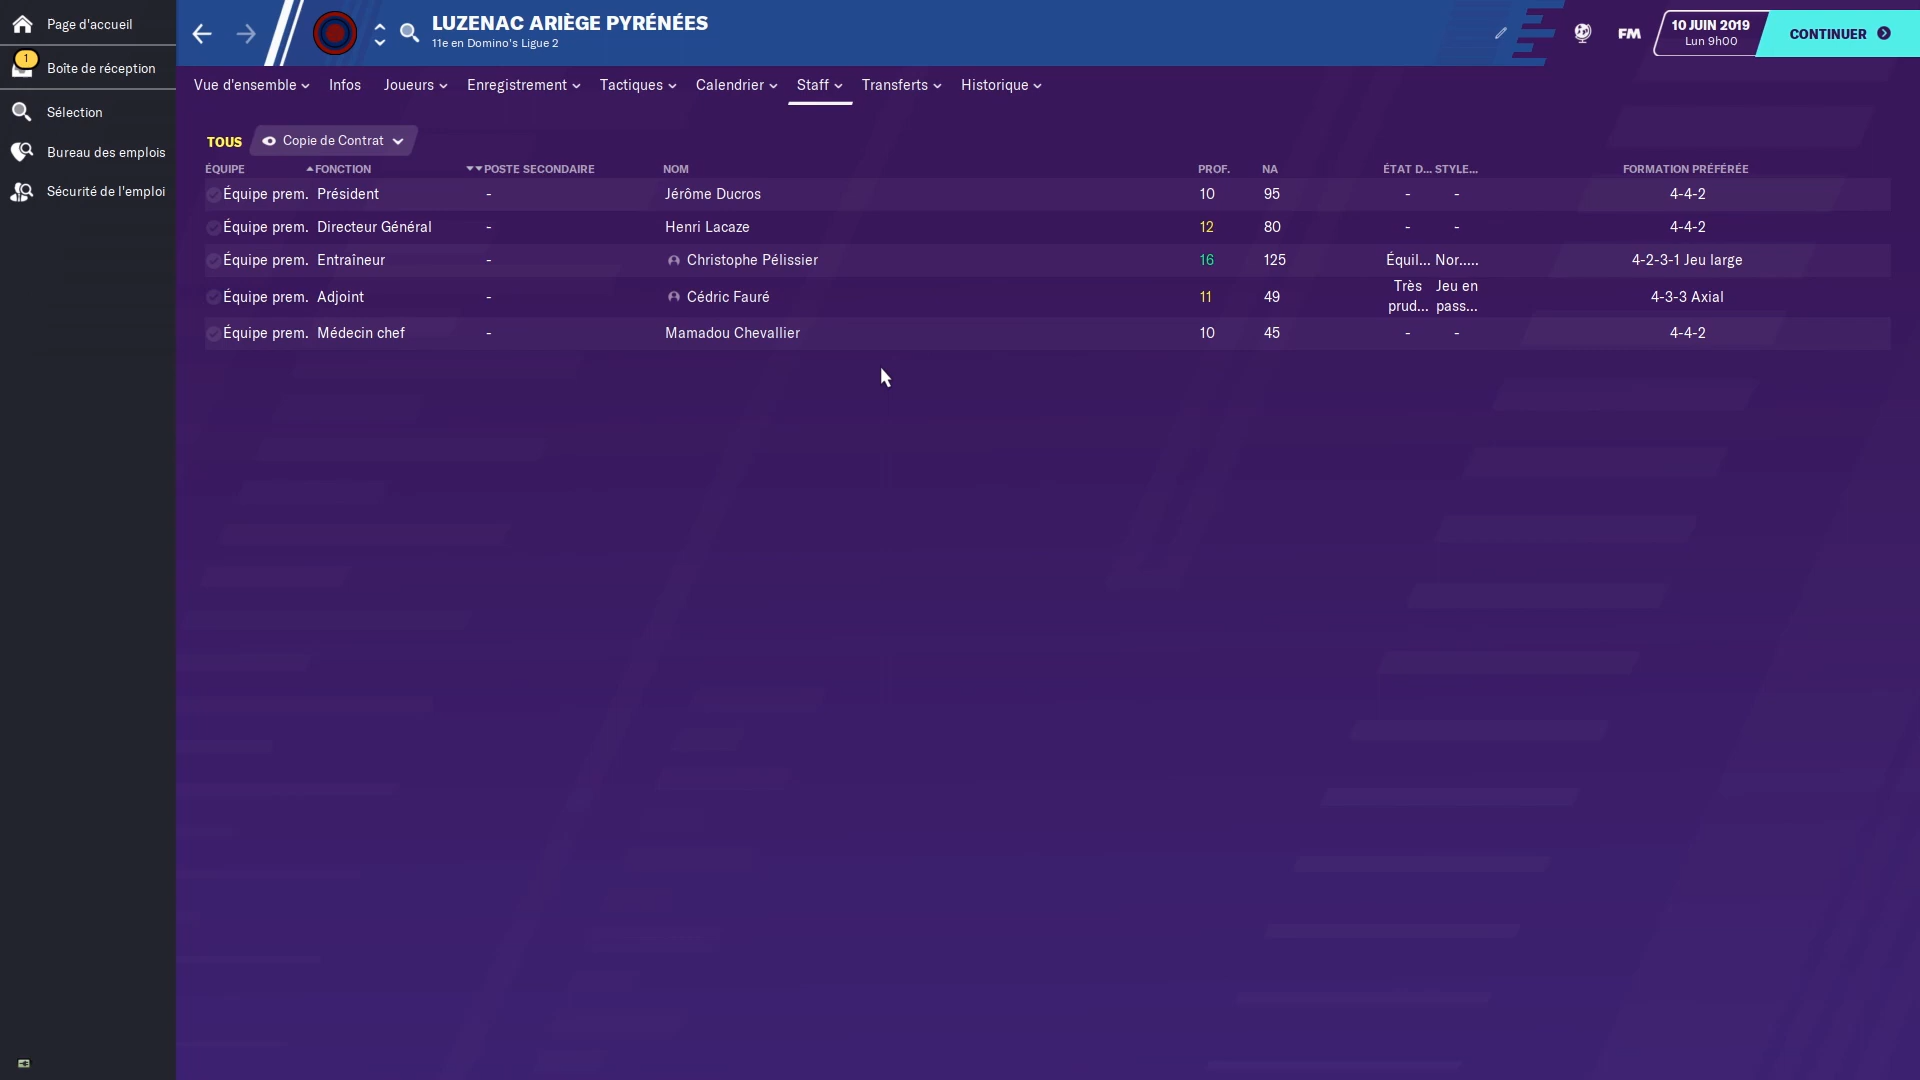 Page d'accueil
1
Boîte de réception
Sélection
Bureau des emplois
Sécurité de l'emploi
LUZENAC ARIÈGE PYRÉNÉES
11e en Domino's Ligue 2
FM
10 JUIN 2019
Lun 9h00
CONTINUER
Vue d'ensemble Infos Joueurs Enregistrement Tactiques Calendrier Staff Transferts Historique
TOUS Copie de Contrat
ÉQUIPE FONCTION POSTE SECONDAIRE NOM PROF. NA ÉTAT D... STYLE... FORMATION PRÉFÉRÉE
Équipe prem. Président - Jérôme Ducros 10 95 - - 4-4-2
Équipe prem. Directeur Général - Henri Lacaze 12 80 - - 4-4-2
Équipe prem. Entraîneur - Christophe Pélissier 16 125 Équil... Nor..... 4-2-3-1 Jeu large
Équipe prem. Adjoint - Cédric Fauré 11 49 Très prud... Jeu en pass... 4-3-3 Axial
Équipe prem. Médecin chef - Mamadou Chevallier 10 45 - - 4-4-2